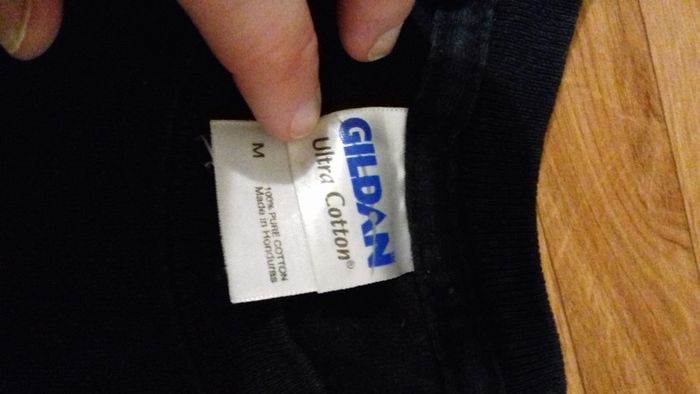 GILDAN
Ultra Cotton®
M
100% PURE COTTON
Made in Honduras